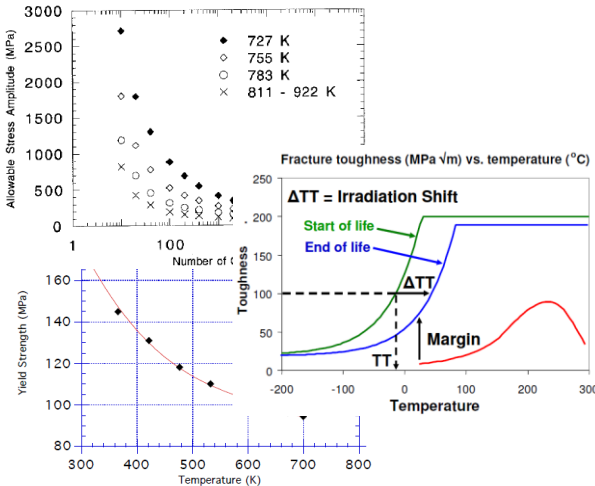 Allowable Stress Amplitude (MPa)
3000
2500
2000
1500
1000
500
0
1
100
Number of
727 K
755 K
783 K
811 - 922 K
Fracture toughness (MPa √m) vs. temperature (°C)
Toughness
250
200
150
100
50
0
ΔTT = Irradiation Shift
Start of life
End of life
ΔTT
Margin
TT
-200
-100
0
100
200
300
Temperature
Yield Strength (MPa)
160
140
120
100
80
300
400
500
600
700
800
Temperature (K)